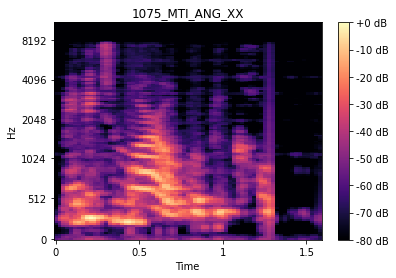 1075_MTI_ANG_XX
Hz
8192
4096
2048
1024
512
0
0
0.5
1
1.5
Time
+0 dB
-10 dB
-20 dB
-30 dB
-40 dB
-50 dB
-60 dB
-70 dB
-80 dB